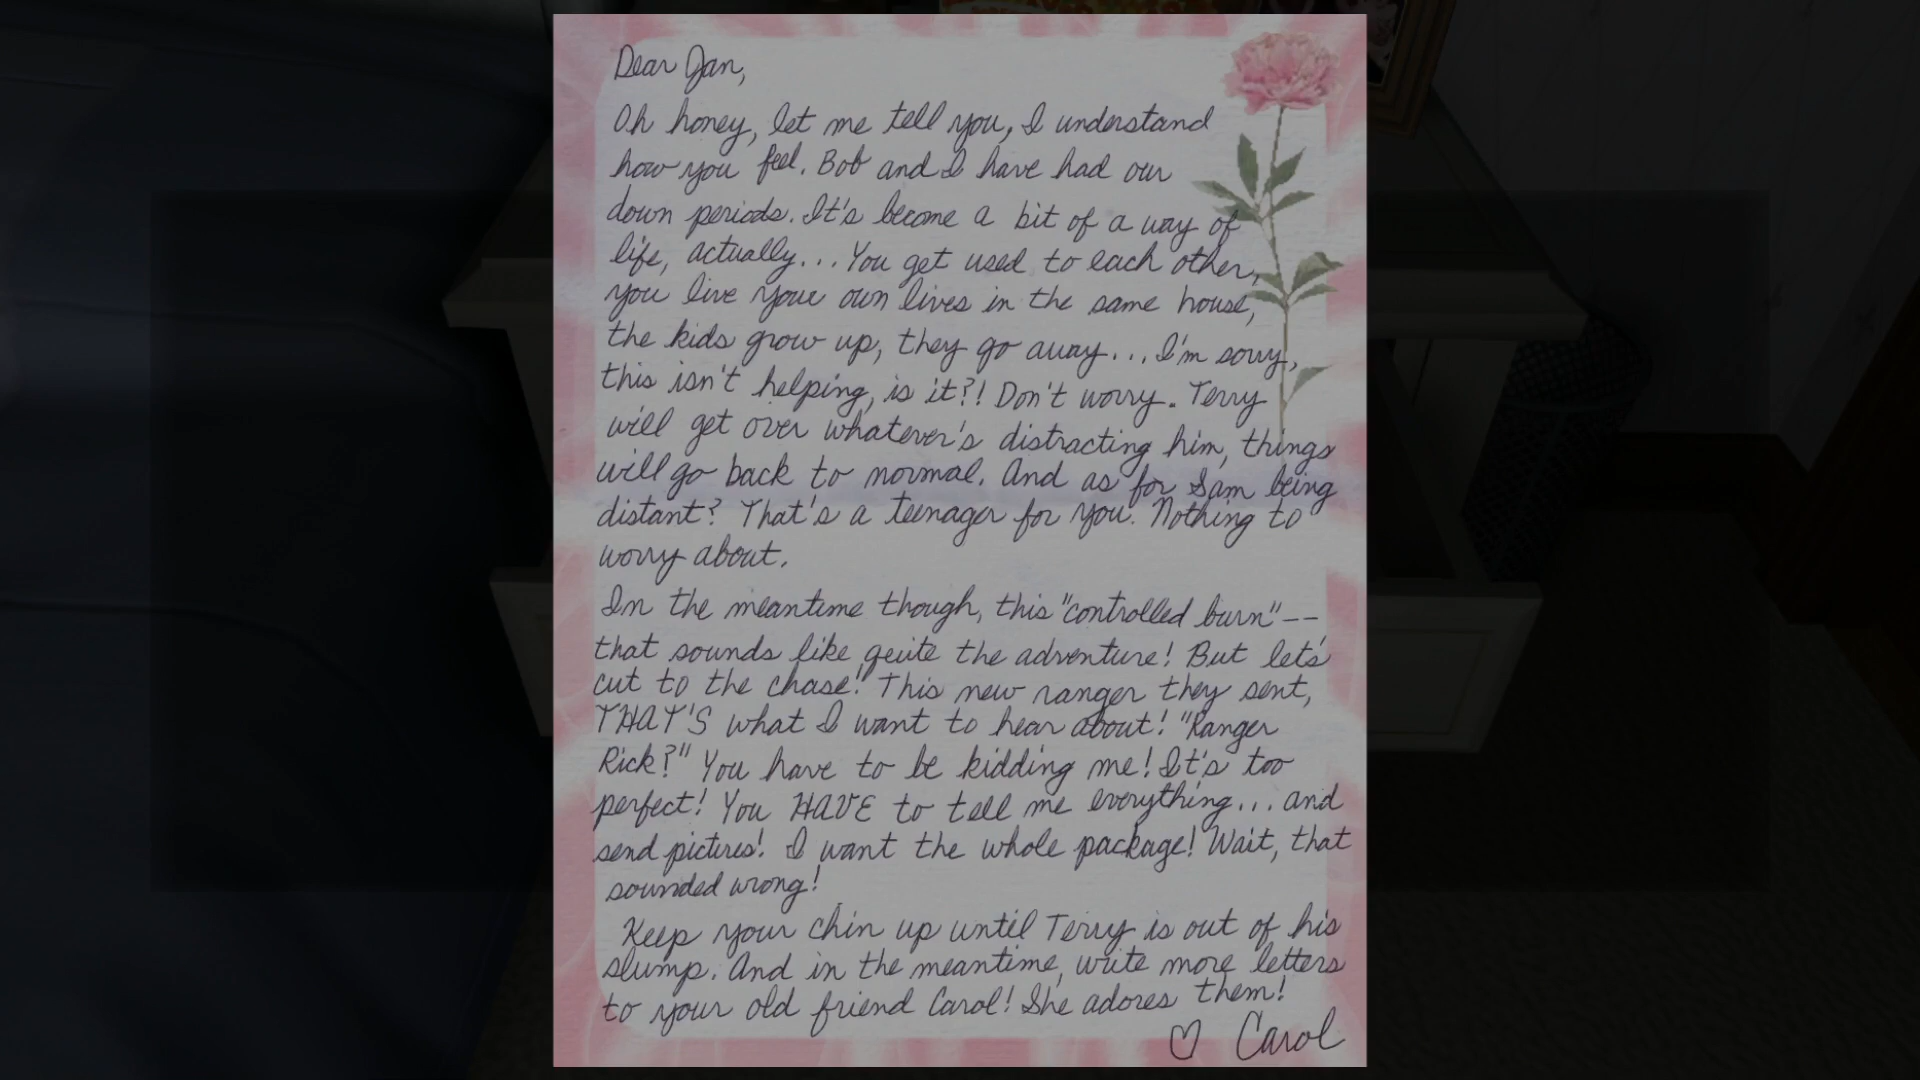 Dear Jan,
Oh honey, let me tell you, I understand
how you feel. Bob and I have had our
down periods. It's become a bit of a way of
life, actually... You get used to each other,
you live your own lives in the same house,
the kids grow up, they go away... I'm sorry,
this isn't helping, is it?! Don't worry. Terry
will get over whatever's distracting him, things
will go back to normal. And as for Sam being
distant? That's a teenager for you. Nothing to
worry about.
In the meantime though, this "controlled burn"--
that sounds like quite the adventure! But let's
cut to the chase! This new ranger they sent,
THAT'S what I want to hear about! "Ranger
Rick?" You have to be kidding me! It's too
perfect! You HAVE to tell me everything... and
send pictures! I want the whole package! Wait, that
sounded wrong!
Keep your chin up until Terry is out of his
slump. And in the meantime, write more letters
to your old friend Carol! She adores them!
♡ Carol